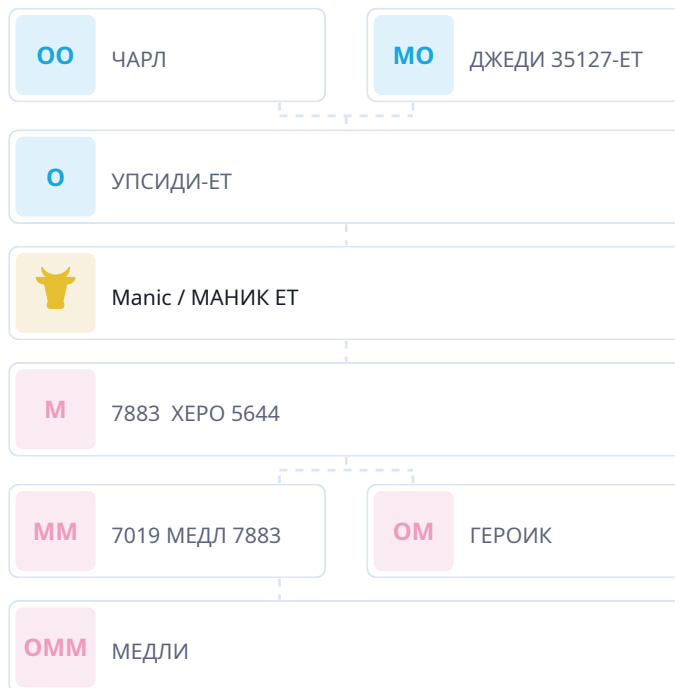 ОО ЧАРЛ МО ДЖЕДИ 35127-ЕТ
О УПСИДИ-ЕТ
Manic / МАНИК ЕТ
М 7883 ХЕРО 5644
ММ 7019 МЕДЛ 7883 ОМ ГЕРОИК
ОММ МЕДЛИ